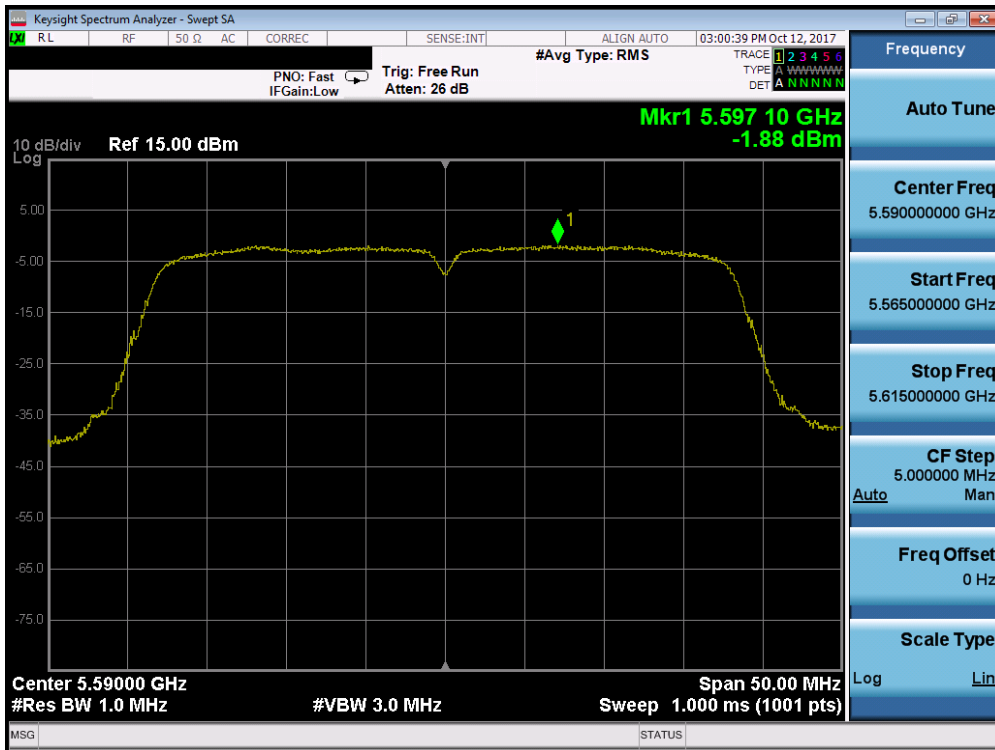 Keysight Spectrum Analyzer - Swept SA
LXI RL RF 50 Ω AC CORREC SENSE:INT ALIGN AUTO 03:00:39 PM Oct 12, 2017
#Avg Type: RMS
TRACE 1 2 3 4 5 6
TYPE A WWWWWW
DET A N N N N N
PNO: Fast
IFGain:Low
Trig: Free Run
Atten: 26 dB
Mkr1 5.597 10 GHz
-1.88 dBm
10 dB/div Ref 15.00 dBm
Log
5.00
-5.00
-15.0
-25.0
-35.0
-45.0
-55.0
-65.0
-75.0
1
Center 5.59000 GHz Span 50.00 MHz
#Res BW 1.0 MHz #VBW 3.0 MHz Sweep 1.000 ms (1001 pts)
MSG STATUS
Frequency
Auto Tune
Center Freq
5.590000000 GHz
Start Freq
5.565000000 GHz
Stop Freq
5.615000000 GHz
CF Step
5.000000 MHz
Auto Man
Freq Offset
0 Hz
Scale Type
Log Lin